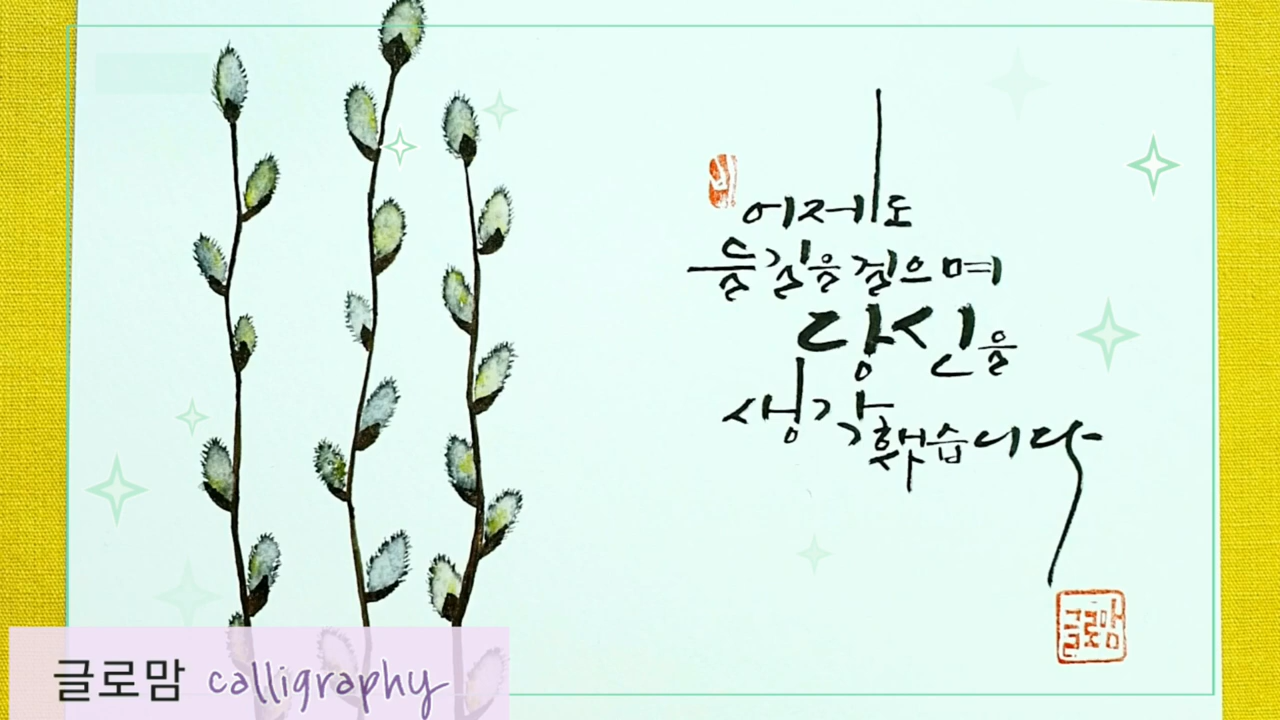 어제도
숲길을 걸으며
당신을
생각했습니다
글로맘
글로맘 calligraphy